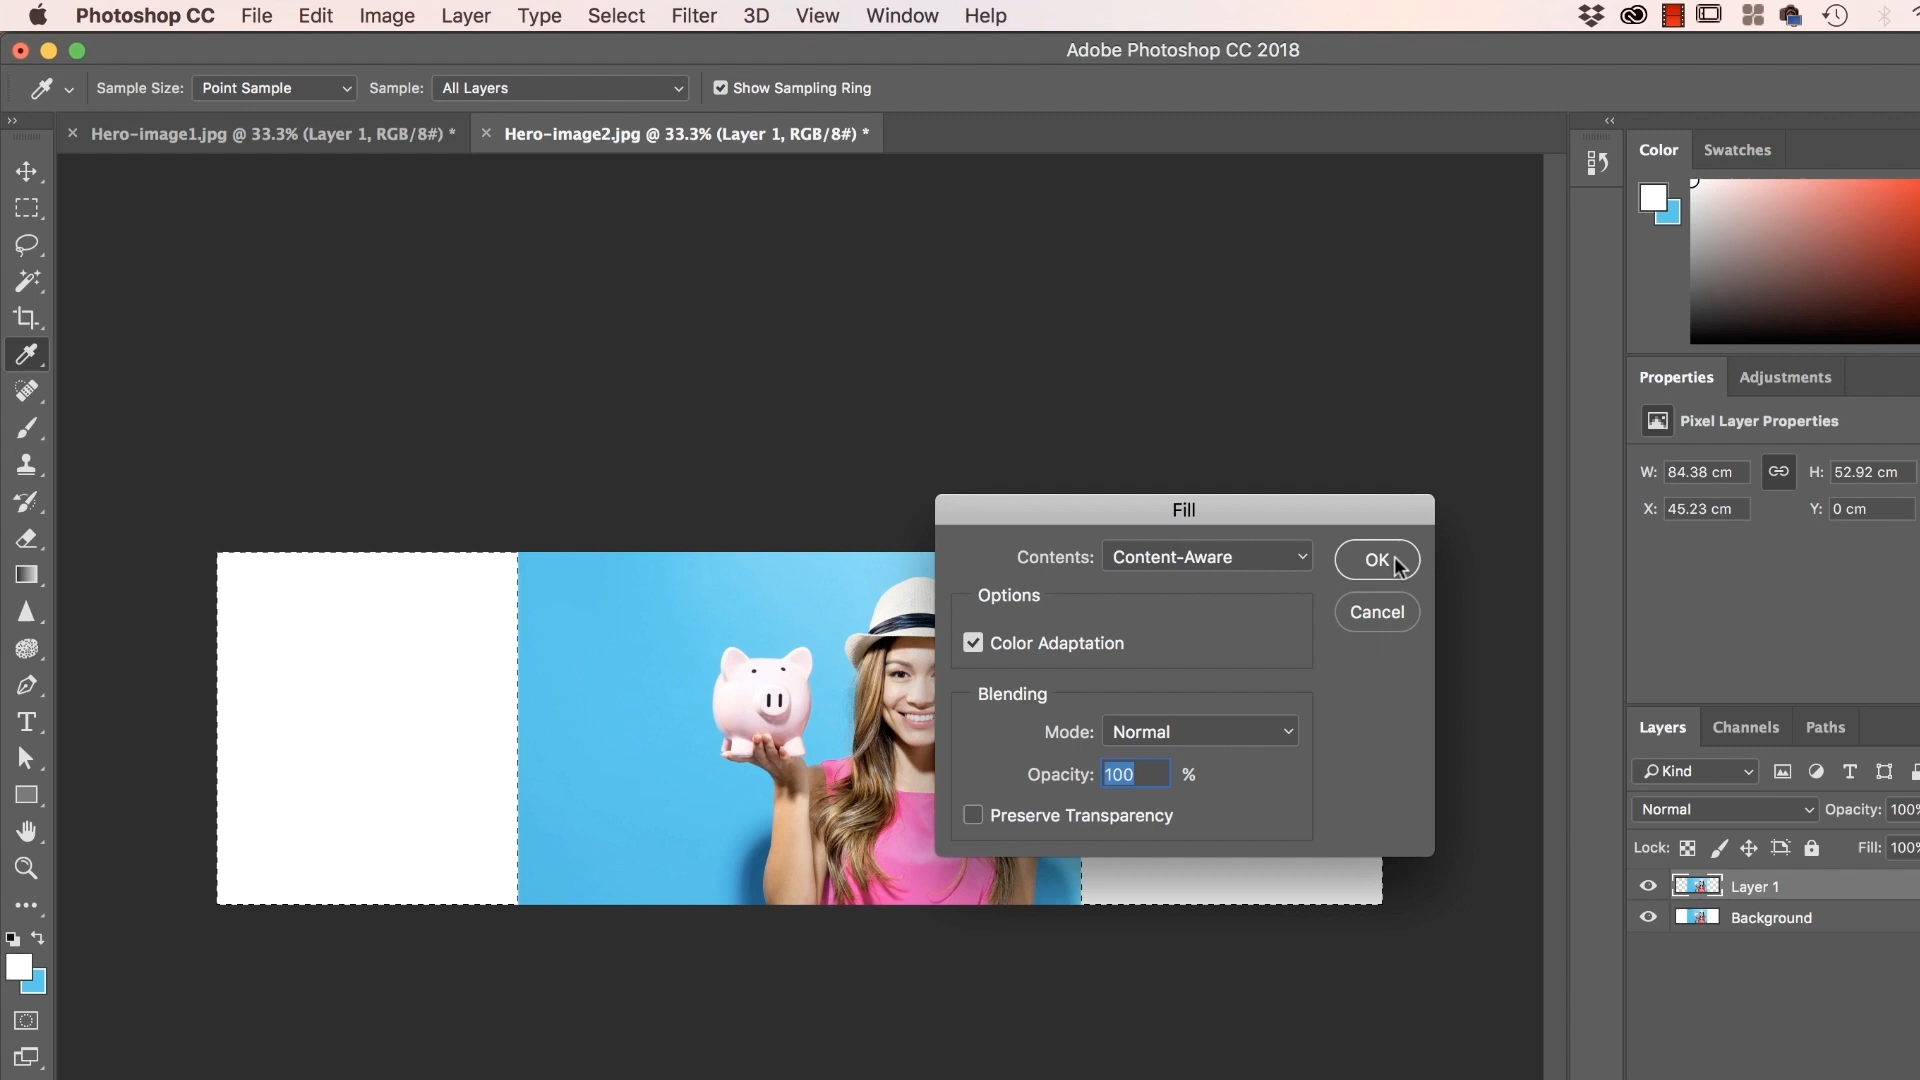 Photoshop CC File Edit Image Layer Type Select Filter 3D View Window Help
Adobe Photoshop CC 2018
Sample Size: Point Sample Sample: All Layers Show Sampling Ring
Hero-image1.jpg @ 33.3% (Layer 1, RGB/8#) * Hero-image2.jpg @ 33.3% (Layer 1, RGB/8#) *
Color Swatches
Properties Adjustments
Pixel Layer Properties
W: 84.38 cm H: 52.92 cm
X: 45.23 cm Y: 0 cm
Fill
Contents: Content-Aware OK
Options
Cancel
Color Adaptation
Blending
Mode: Normal
Opacity: 100 %
Preserve Transparency
Layers Channels Paths
Kind
Normal Opacity: 100%
Lock: Fill: 100%
Layer 1
Background